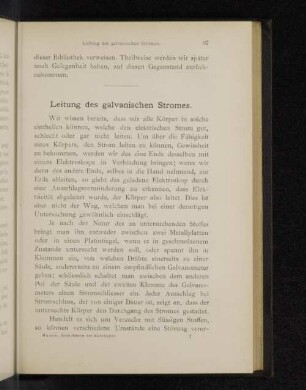 Leitung des galvanischen Stromes. 97
dieser Bibliothek verweisen. Theilweise werden wir später
noch Gelegenheit haben, auf diesen Gegenstand zurück-
zukommen.
Leitung des galvanischen Stromes.
Wir wissen bereits, dass wir alle Körper in solche
eintheilen können, welche den elektrischen Strom gut,
schlecht oder gar nicht leiten. Um über die Fähigkeit
eines Körpers, den Strom leiten zu können, Gewissheit
zu bekommen, werden wir das eine Ende desselben mit
einem Elektroskope in Verbindung bringen; wenn wir
denn das andere Ende, selbes in die Hand nehmend, zur
Erde ableiten, so giebt das geladene Elektroskop durch
eine Ausschlagsverminderung zu erkennen, dass Elek-
tricität abgeleitet wurde, der Körper also leitet. Dies ist
aber nicht der Weg, welchen man bei einer derartigen
Untersuchung gewöhnlich einschlägt.
Je nach der Natur des zu untersuchenden Stoffes
bringt man ihn entweder zwischen zwei Metallplatten
oder in einen Platintiegel, wenn er in geschmolzenem
Zustande untersucht werden soll, oder spannt ihn in
Klemmen ein, von welchen Drähte einerseits zu einer
Säule, andererseits zu einem empfindlichen Galvanometer
gehen; schliesslich schaltet man zwischen dem anderen
Pol der Säule und der zweiten Klemme des Galvano-
meters einen Stromschliesser ein. Jeder Ausschlag bei
Stromschluss, der von einiger Dauer ist, zeigt an, dass der
untersuchte Körper den Durchgang des Stromes gestattet.
Handelt es sich um Versuche mit flüssigen Stoffen,
so können verschiedene Umstände eine Störung verur-
7